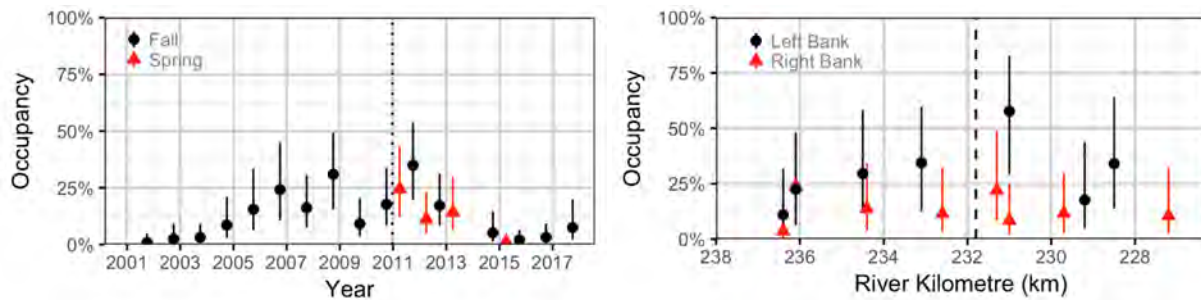 100%
75%
50%
25%
0%
Occupancy
Fall
Spring
2001 2003 2005 2007 2009 2011 2013 2015 2017
Year
100%
75%
50%
25%
0%
Occupancy
Left Bank
Right Bank
238 236 234 232 230 228
River Kilometre (km)